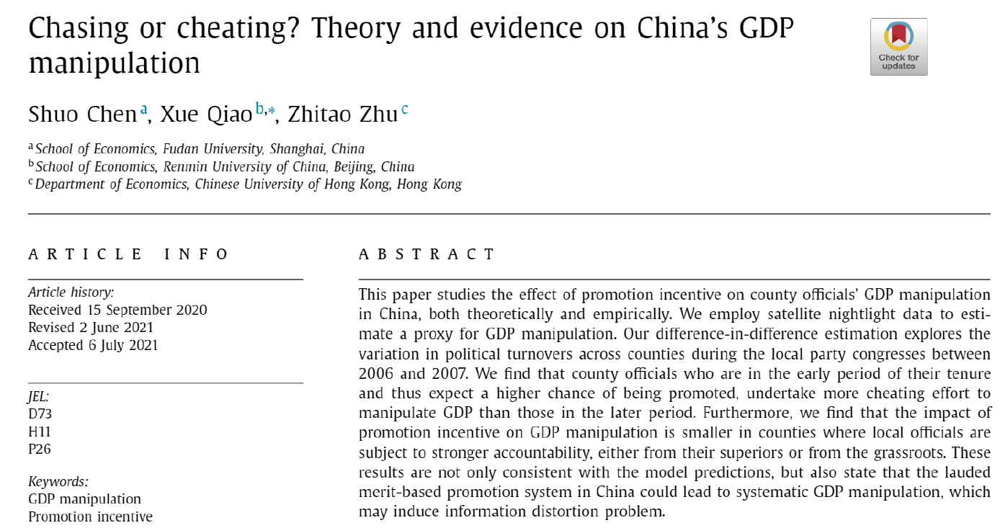 Chasing or cheating? Theory and evidence on China's GDP
manipulation
Check for
updates
Shuo Chen a, Xue Qiao b,*, Zhitao Zhu c
a School of Economics, Fudan University, Shanghai, China
b School of Economics, Renmin University of China, Beijing, China
c Department of Economics, Chinese University of Hong Kong, Hong Kong
ARTICLE INFO
Article history:
Received 15 September 2020
Revised 2 June 2021
Accepted 6 July 2021
JEL:
D73
H11
P26
Keywords:
GDP manipulation
Promotion incentive
ABSTRACT
This paper studies the effect of promotion incentive on county officials' GDP manipulation
in China, both theoretically and empirically. We employ satellite nightlight data to esti-
mate a proxy for GDP manipulation. Our difference-in-difference estimation explores the
variation in political turnovers across counties during the local party congresses between
2006 and 2007. We find that county officials who are in the early period of their tenure
and thus expect a higher chance of being promoted, undertake more cheating effort to
manipulate GDP than those in the later period. Furthermore, we find that the impact of
promotion incentive on GDP manipulation is smaller in counties where local officials are
subject to stronger accountability, either from their superiors or from the grassroots. These
results are not only consistent with the model predictions, but also state that the lauded
merit-based promotion system in China could lead to systematic GDP manipulation, which
may induce information distortion problem.